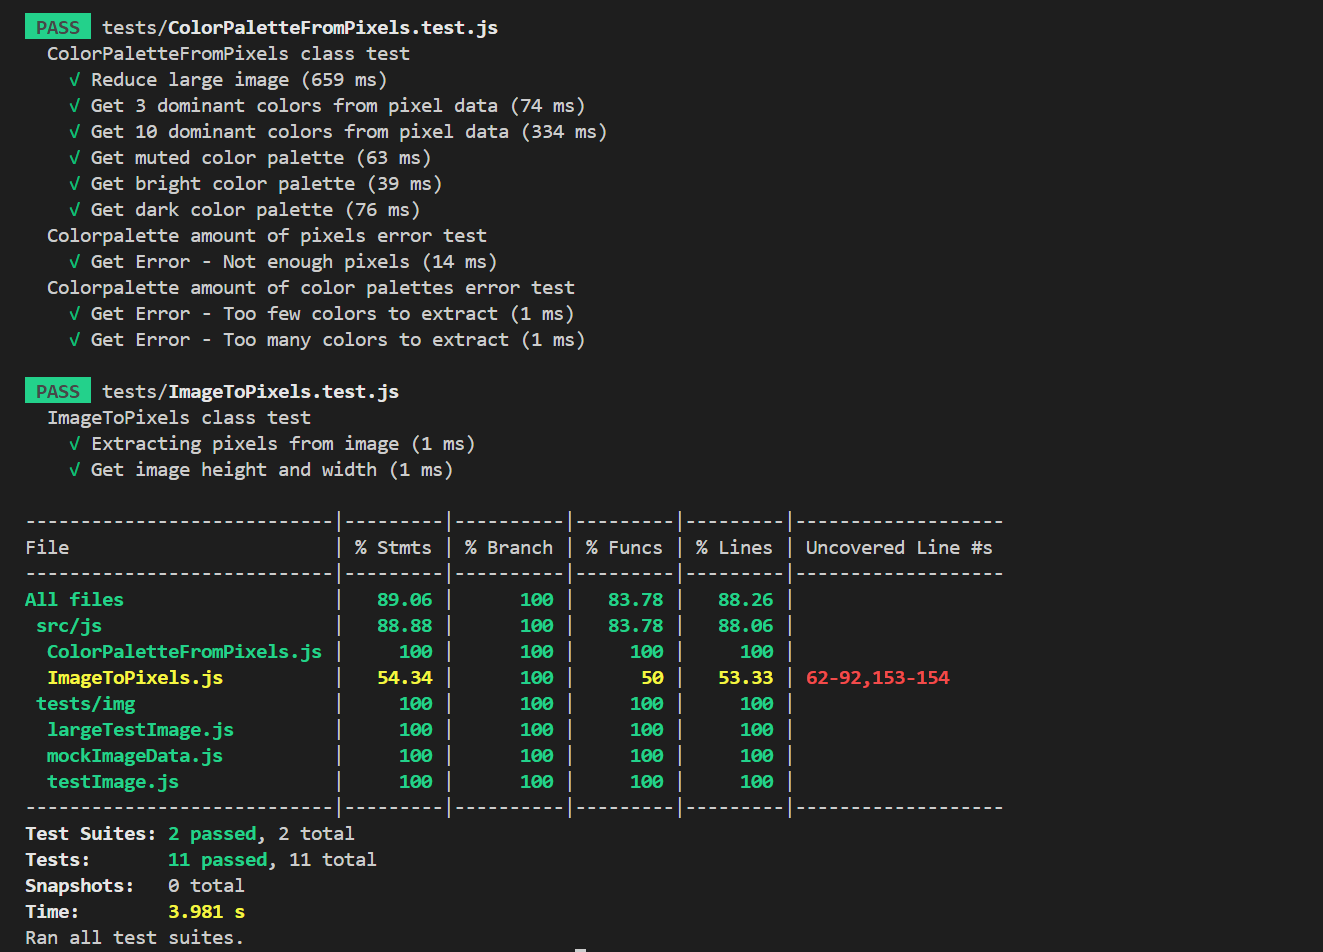 PASS tests/ColorPaletteFromPixels.test.js
ColorPaletteFromPixels class test
√ Reduce large image (659 ms)
√ Get 3 dominant colors from pixel data (74 ms)
√ Get 10 dominant colors from pixel data (334 ms)
√ Get muted color palette (63 ms)
√ Get bright color palette (39 ms)
√ Get dark color palette (76 ms)
Colorpalette amount of pixels error test
√ Get Error - Not enough pixels (14 ms)
Colorpalette amount of color palettes error test
√ Get Error - Too few colors to extract (1 ms)
√ Get Error - Too many colors to extract (1 ms)
PASS tests/ImageToPixels.test.js
ImageToPixels class test
√ Extracting pixels from image (1 ms)
√ Get image height and width (1 ms)
----------------------------|---------|----------|---------|---------|-------------------
File                        | % Stmts | % Branch | % Funcs | % Lines | Uncovered Line #s
----------------------------|---------|----------|---------|---------|-------------------
All files                   |   89.06 |      100 |   83.78 |   88.26 |
 src/js                     |   88.88 |      100 |   83.78 |   88.06 |
  ColorPaletteFromPixels.js |     100 |      100 |     100 |     100 |
  ImageToPixels.js          |   54.34 |      100 |      50 |   53.33 | 62-92,153-154
 tests/img                  |     100 |      100 |     100 |     100 |
  largeTestImage.js         |     100 |      100 |     100 |     100 |
  mockImageData.js          |     100 |      100 |     100 |     100 |
  testImage.js              |     100 |      100 |     100 |     100 |
----------------------------|---------|----------|---------|---------|-------------------
Test Suites: 2 passed, 2 total
Tests:       11 passed, 11 total
Snapshots:   0 total
Time:        3.981 s
Ran all test suites.